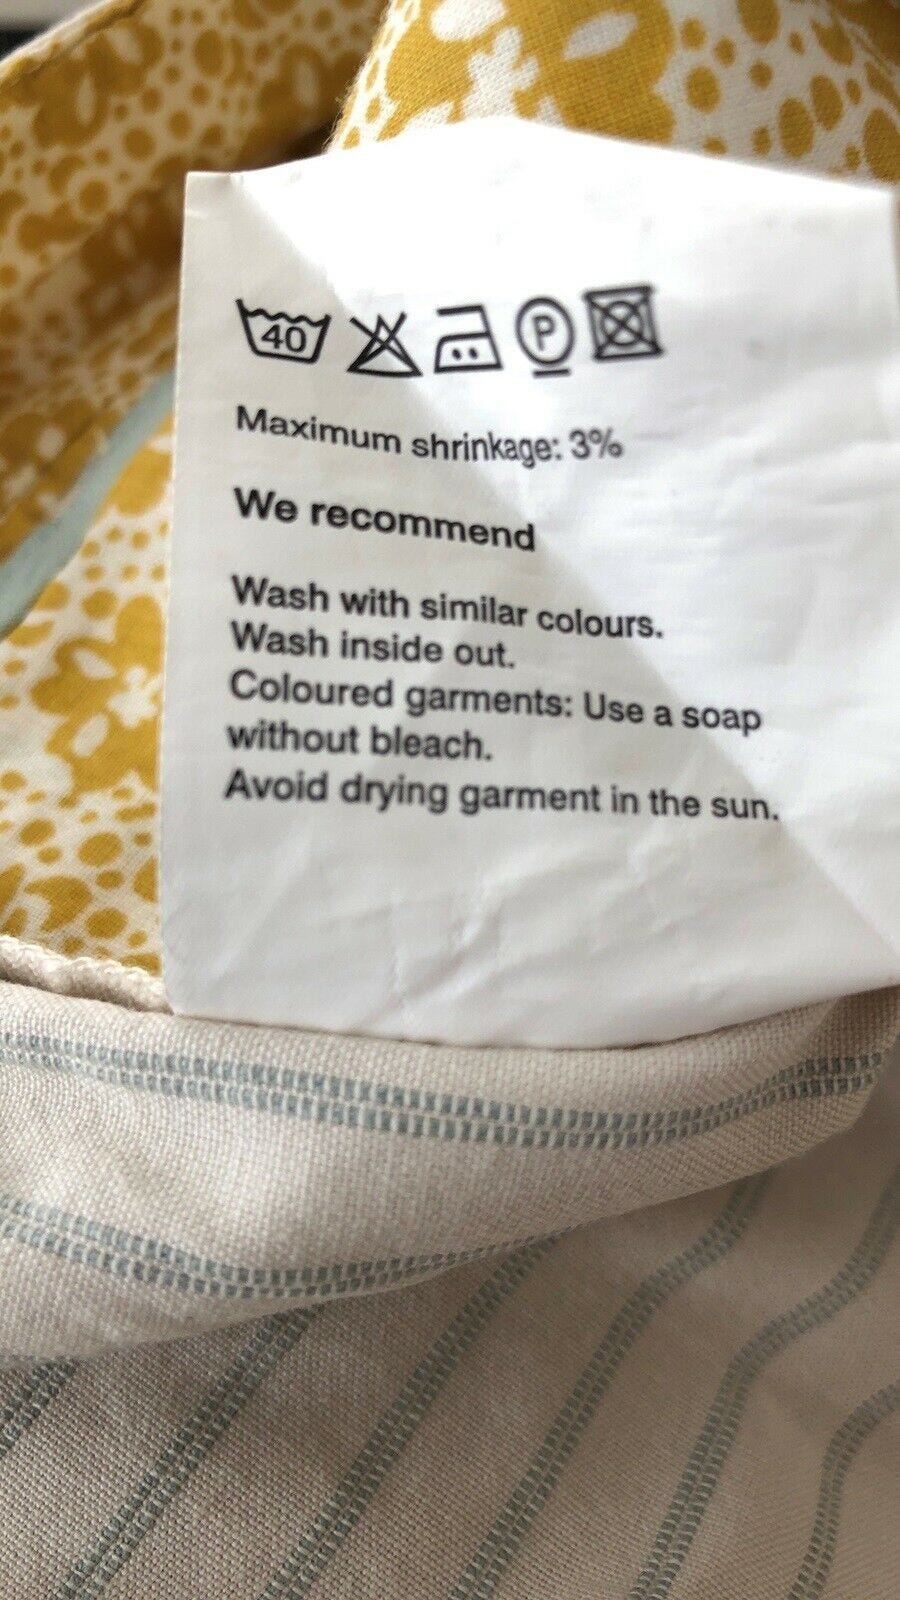 40 P
Maximum shrinkage: 3%
We recommend
Wash with similar colours.
Wash inside out.
Coloured garments: Use a soap
without bleach.
Avoid drying garment in the sun.